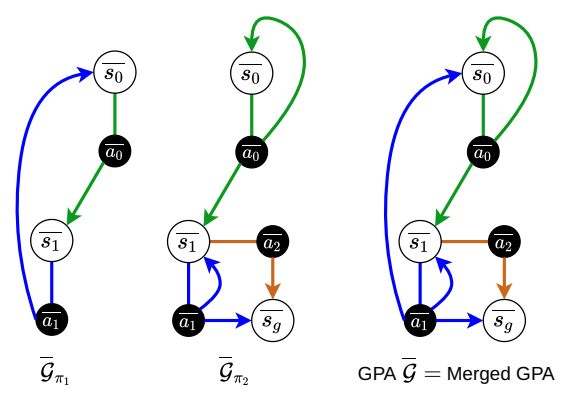 $\overline{s_0}$ $\overline{s_0}$ $\overline{s_0}$
$\overline{a_0}$ $\overline{a_0}$ $\overline{a_0}$
$\overline{s_1}$ $\overline{s_1}$ $\overline{a_2}$ $\overline{s_1}$ $\overline{a_2}$
$\overline{a_1}$ $\overline{a_1}$ $\overline{s_g}$ $\overline{a_1}$ $\overline{s_g}$
$\overline{\mathcal{G}}_{\pi_1}$ $\overline{\mathcal{G}}_{\pi_2}$ GPA $\overline{\mathcal{G}}$ = Merged GPA